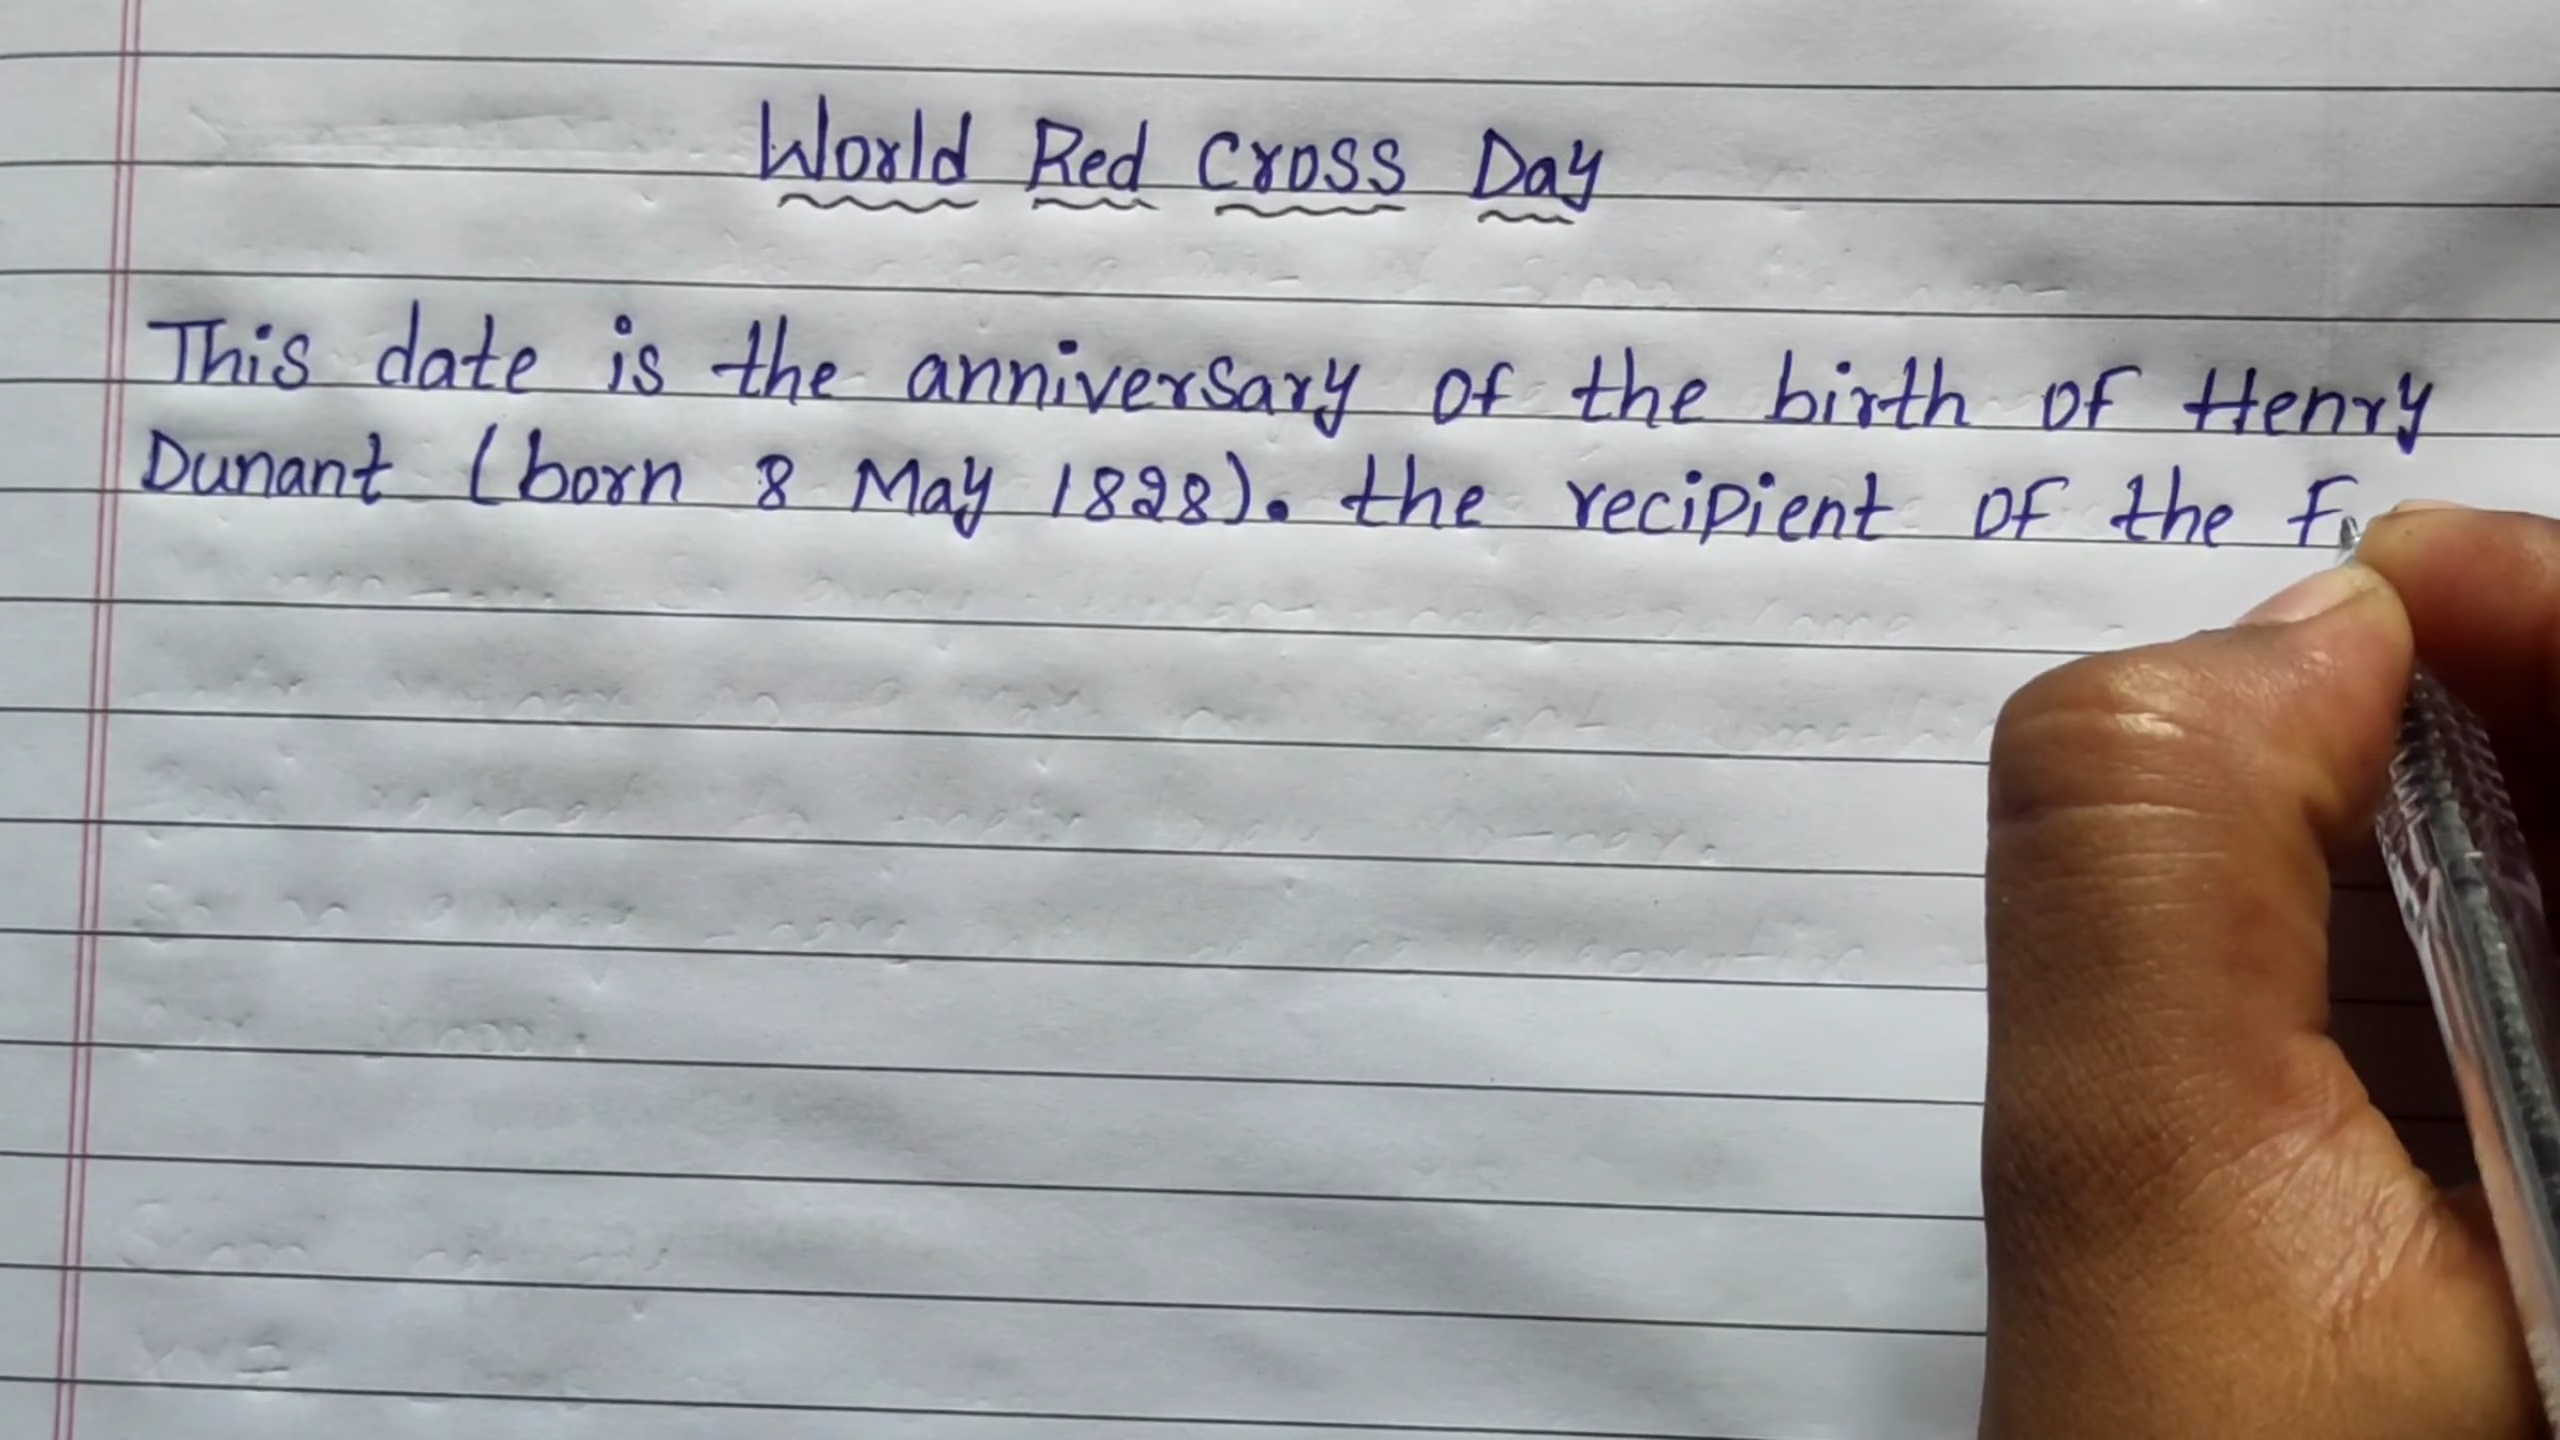 World Red Cross Day
This date is the anniversary of the birth of Henry
Dunant (born 8 May 1828). the recipient of the